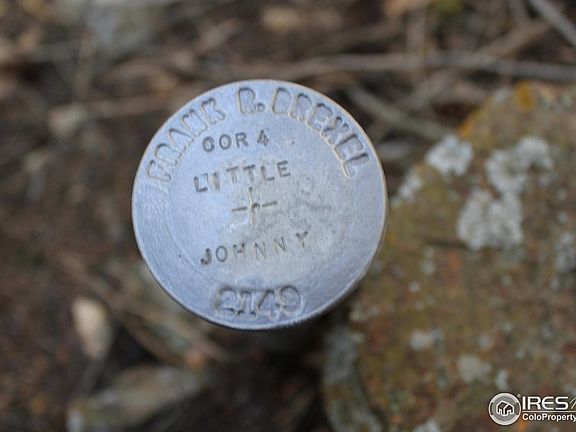 FRANK R. DREXEL
COR 4
LITTLE
JOHNNY
2149
IRES
ColoProperty